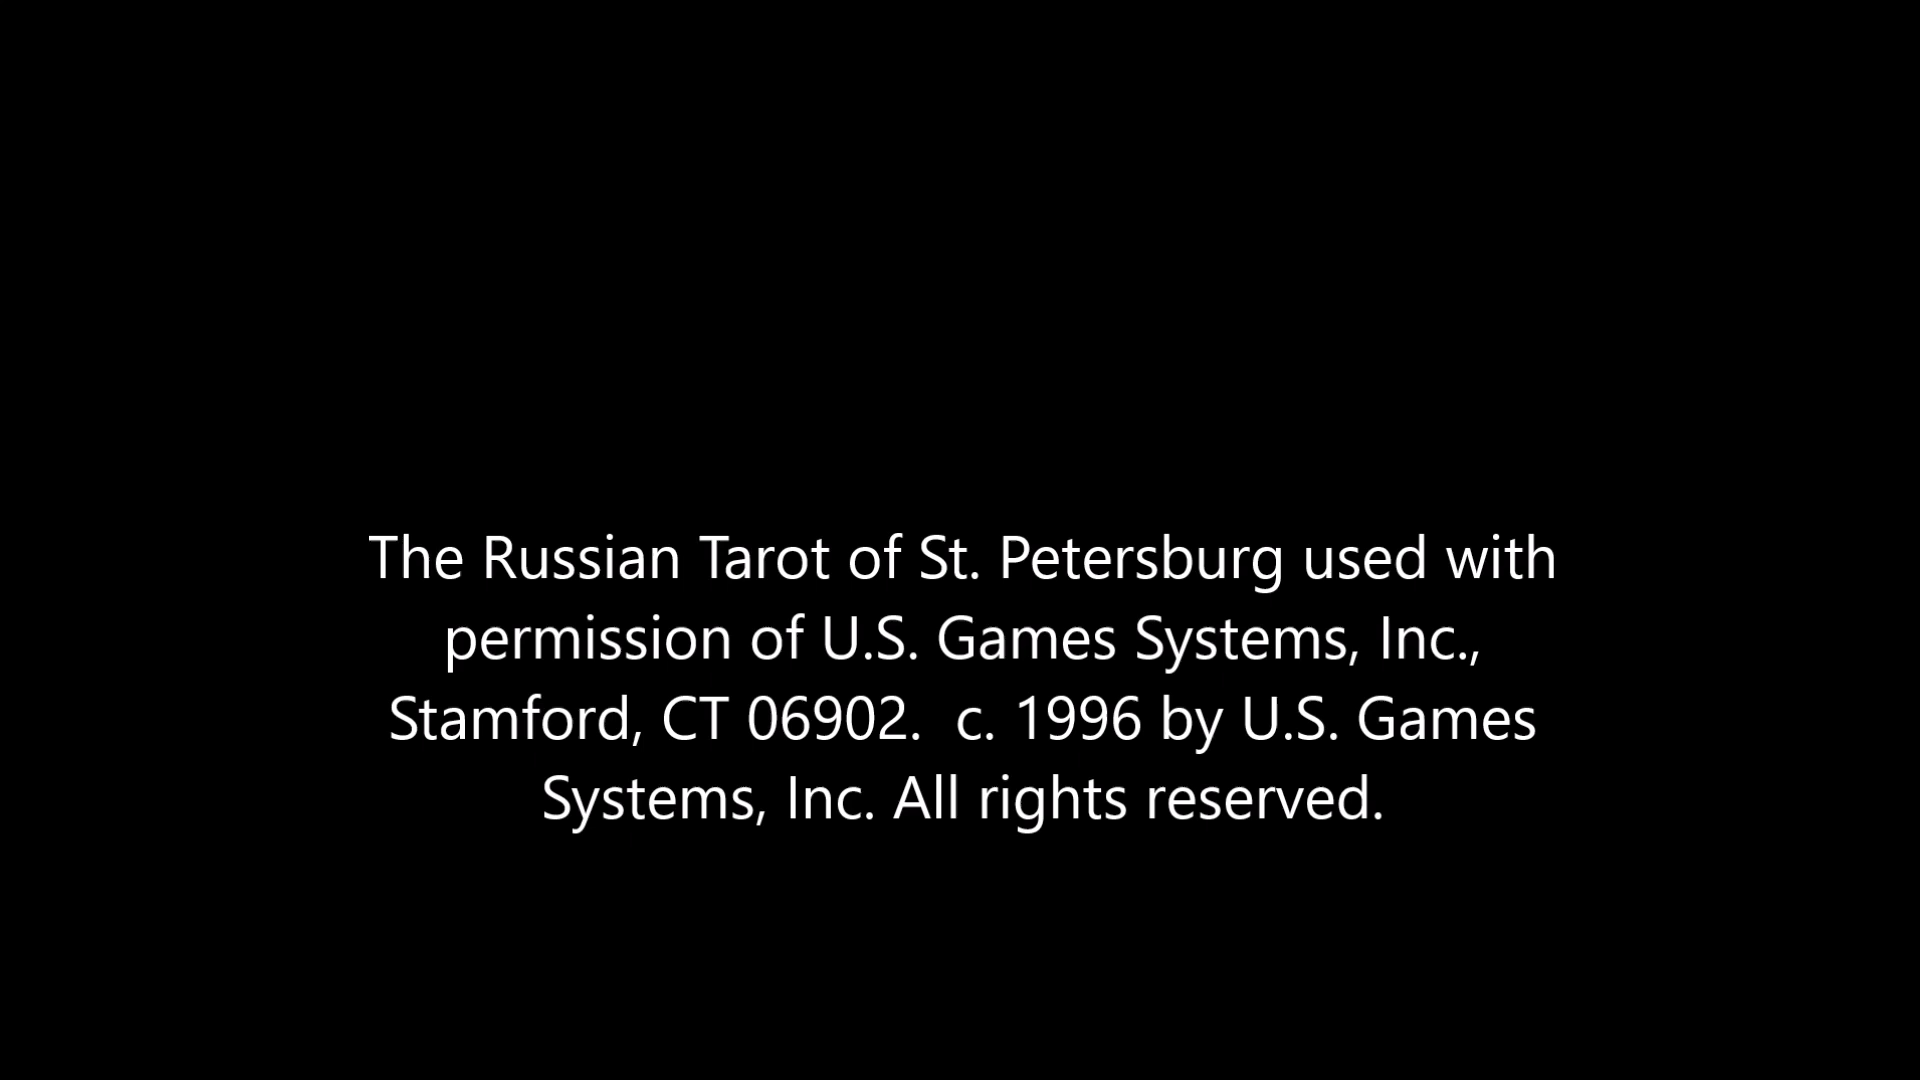 The Russian Tarot of St. Petersburg used with
permission of U.S. Games Systems, Inc.,
Stamford, CT 06902.  c. 1996 by U.S. Games
Systems, Inc. All rights reserved.